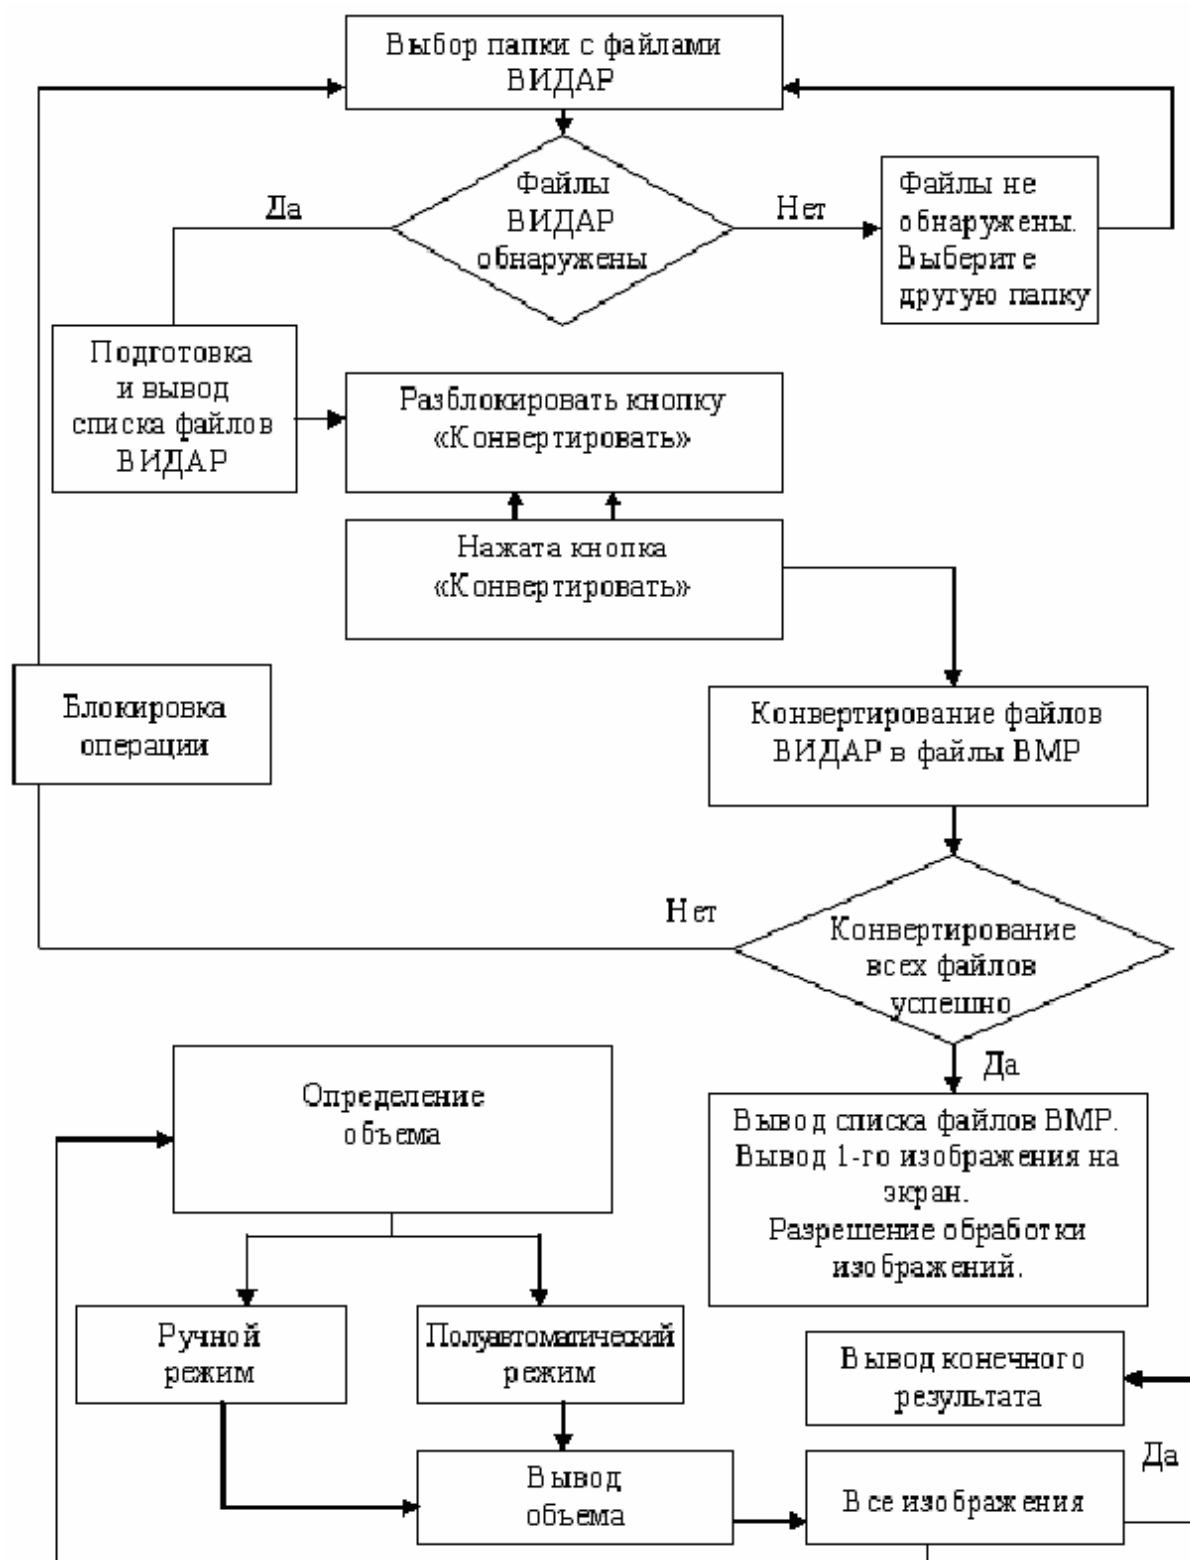 Выбор папки с файлами
ВИДАР
Файлы
ВИДАР
обнаружены
Да
Нет
Файлы не
обнаружены.
Выберите
другую папку
Подготовка
и вывод
списка файлов
ВИДАР
Разблокировать кнопку
«Конвертировать»
Нажата кнопка
«Конвертировать»
Блокировка
операции
Конвертирование файлов
ВИДАР в файлы BMP
Нет
Конвертирование
всех файлов
успешно
Да
Определение
объема
Вывод списка файлов BMP.
Вывод 1-го изображения на
экран.
Разрешение обработки
изображений.
Ручной
режим
Полуавтоматический
режим
Вывод конечного
результата
Да
Вывод
объема
Все изображения